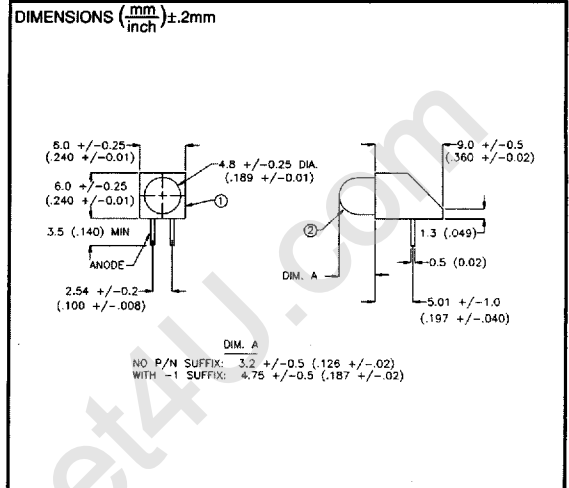 DIMENSIONS (mm/inch)±.2mm
6.0 +/-0.25
(.240 +/-0.01)
4.8 +/-0.25 DIA.
(.189 +/-0.01)
①
6.0 +/-0.25
(.240 +/-0.01)
3.5 (.140) MIN
ANODE
2.54 +/-0.2
(.100 +/-.008)
9.0 +/-0.5
(.360 +/-0.02)
②
1.3 (.049)
0.5 (0.02)
DIM. A
5.01 +/-1.0
(.197 +/-.040)
DIM. A
NO P/N SUFFIX: 3.2 +/-0.5 (.126 +/-.02)
WITH -1 SUFFIX: 4.75 +/-0.5 (.187 +/-.02)
et4U.com